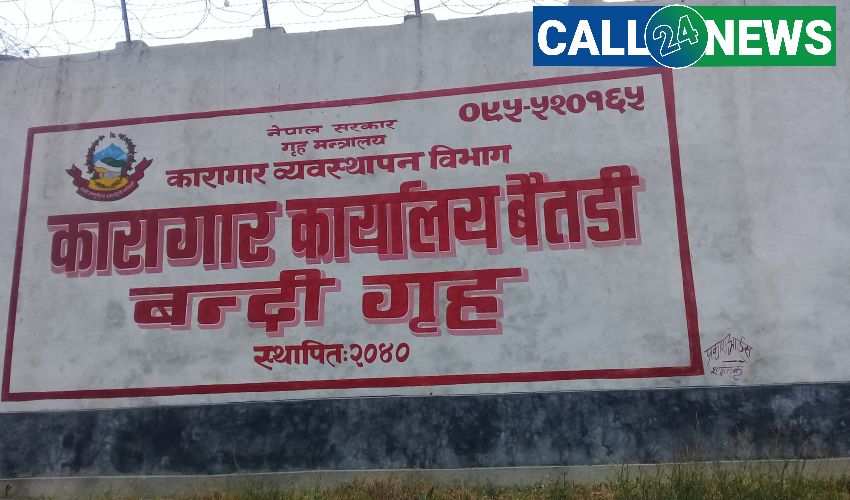 CALL 24 NEWS
०९५-५२०१६५
नेपाल सरकार
गृह मन्त्रालय
कारागार व्यवस्थापन विभाग
कारागार कार्यालय बैतडी
बन्दी गृह
स्थापितः२०४०